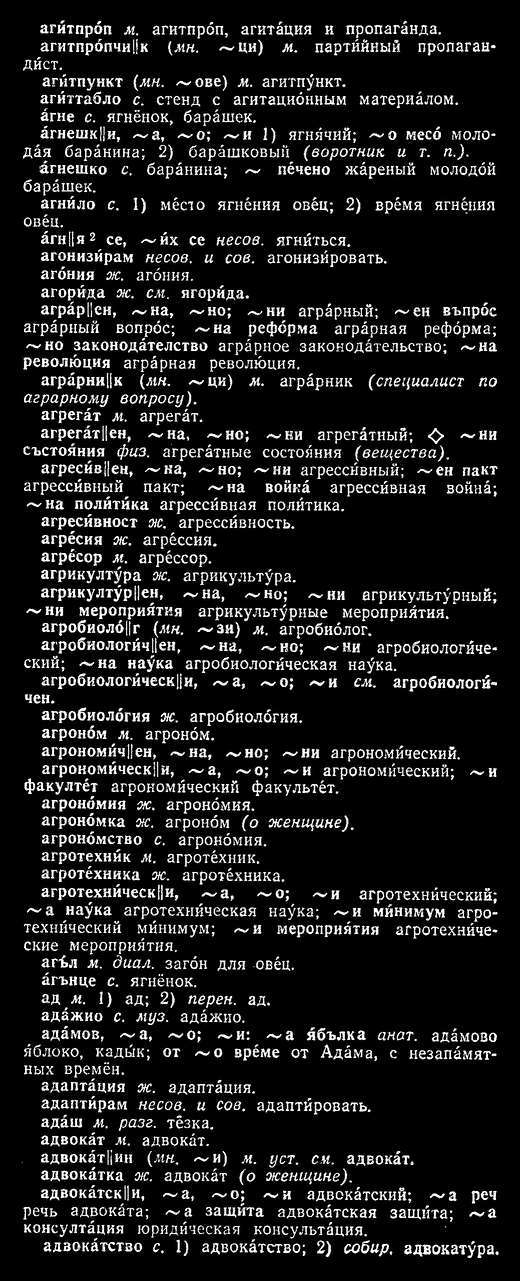 агитпро́п м. агитпро́п, агита́ция и пропага́нда.
агитпро́пчи||к (мн. ~ци) м. парти́йный пропаган-
ди́ст.
аги́тпункт (мн. ~ове) м. агитпу́нкт.
аги́ттабло с. стенд с агитацио́нным материа́лом.
а́гне с. ягнёнок, бара́шек.
а́гнешк||и, ~а, ~о; ~и 1) ягня́чий; ~о месо́ моло-
да́я бара́нина; 2) бара́шковый (воротник и т. п.).
а́гнешко с. бара́нина; ~ пе́чено жа́реный молодо́й
бара́шек.
агни́ло с. 1) ме́сто ягне́ния ове́ц; 2) вре́мя ягне́ния
ове́ц.
а́гн||я² се, ~их се несов. ягни́ться.
агонизи́рам несов. и сов. агонизи́ровать.
аго́ния ж. аго́ния.
агори́да ж. см. ягори́да.
агра́р||ен, ~на, ~но; ~ни агра́рный; ~ен въпро́с
агра́рный вопро́с; ~на рефо́рма агра́рная рефо́рма;
~но законода́телство агра́рное законода́тельство; ~на
револю́ция агра́рная револю́ция.
агра́рни||к (мн. ~ци) м. агра́рник (специалист по
аграрному вопросу).
агрега́т м. агрега́т.
агрега́т||ен, ~на, ~но; ~ни агрега́тный; ◇ ~ни
състоя́ния физ. агрега́тные состоя́ния (вещества).
агреси́в||ен, ~на, ~но; ~ни агресси́вный; ~ен пакт
агресси́вный пакт; ~на война́ агресси́вная война́;
~на поли́тика агресси́вная поли́тика.
агреси́вност ж. агресси́вность.
агре́сия ж. агре́ссия.
агре́сор м. агре́ссор.
агрикулту́ра ж. агрикульту́ра.
агрикулту́р||ен, ~на, ~но; ~ни агрикульту́рный;
~ни мероприя́тия агрикульту́рные мероприя́тия.
агробиоло́||г (мн. ~зи) м. агробио́лог.
агробиологи́ч||ен, ~на, ~но; ~ни агробиологи́че-
ский; ~на нау́ка агробиологи́ческая нау́ка.
агробиологи́ческ||и, ~а, ~о; ~и см. агробиологи́-
чен.
агробиоло́гия ж. агробиоло́гия.
агроно́м м. агроно́м.
агрономи́ч||ен, ~на, ~но; ~ни агрономи́ческий.
агрономи́ческ||и, ~а, ~о; ~и агрономи́ческий; ~и
факулте́т агрономи́ческий факульте́т.
агроно́мия ж. агроно́мия.
агроно́мка ж. агроно́м (о женщине).
агроно́мство с. агроно́мия.
агротехни́к м. агроте́хник.
агроте́хника ж. агроте́хника.
агротехни́ческ||и, ~а, ~о; ~и агротехни́ческий;
~а нау́ка агротехни́ческая нау́ка; ~и ми́нимум агро-
техни́ческий ми́нимум; ~и мероприя́тия агротехни́че-
ские мероприя́тия.
агъ́л м. диал. заго́н для ове́ц.
а́гънце с. ягнёнок.
ад м. 1) ад; 2) перен. ад.
ада́жио с. муз. ада́жио.
ада́мов, ~а, ~о; ~и: ~а я́бълка анат. ада́мово
я́блоко, кады́к; от ~о вре́ме от Ада́ма, с незапа́мят-
ных времён.
адапта́ция ж. адапта́ция.
адапти́рам несов. и сов. адапти́ровать.
ада́ш м. разг. тёзка.
адвока́т м. адвока́т.
адвока́т||ин (мн. ~и) м. уст. см. адвока́т.
адвока́тка ж. адвока́т (о женщине).
адвока́тск||и, ~а, ~о; ~и адвока́тский; ~а реч
речь адвока́та; ~а защи́та адвока́тская защи́та; ~а
консулта́ция юриди́ческая консульта́ция.
адвока́тство с. 1) адвока́тство; 2) собир. адвокату́ра.